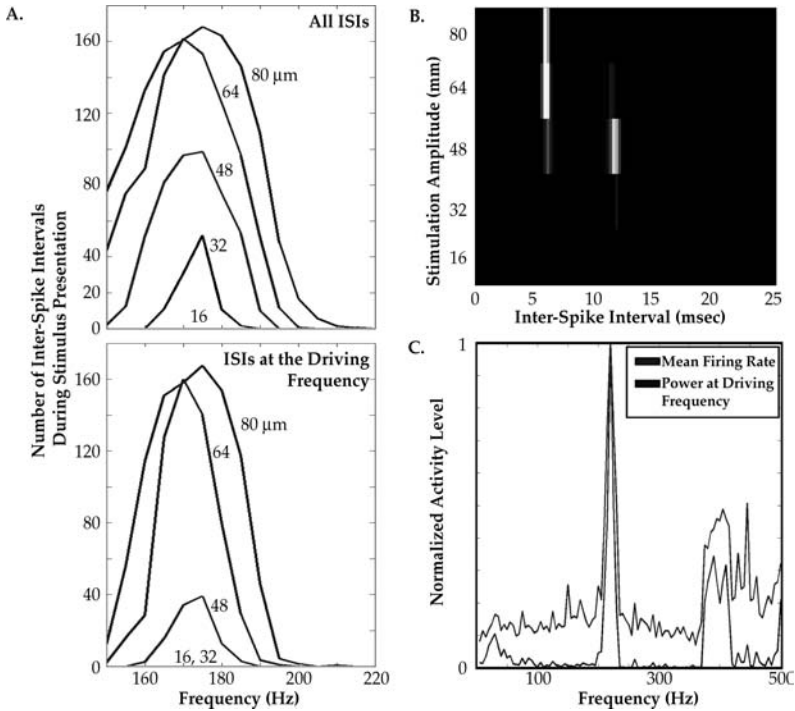 A.
All ISIs
160
120
80
40
0
80 µm
64
48
32
16
Number of Inter-Spike Intervals
During Stimulus Presentation
ISIs at the Driving
Frequency
160
120
80
40
0
80 µm
64
48
16, 32
160 180 200 220
Frequency (Hz)
B.
Stimulation Amplitude (mm)
80
64
48
32
16
0 5 10 15 20 25
Inter-Spike Interval (msec)
C.
Normalized Activity Level
1
0
Mean Firing Rate
Power at Driving
Frequency
100 300 500
Frequency (Hz)